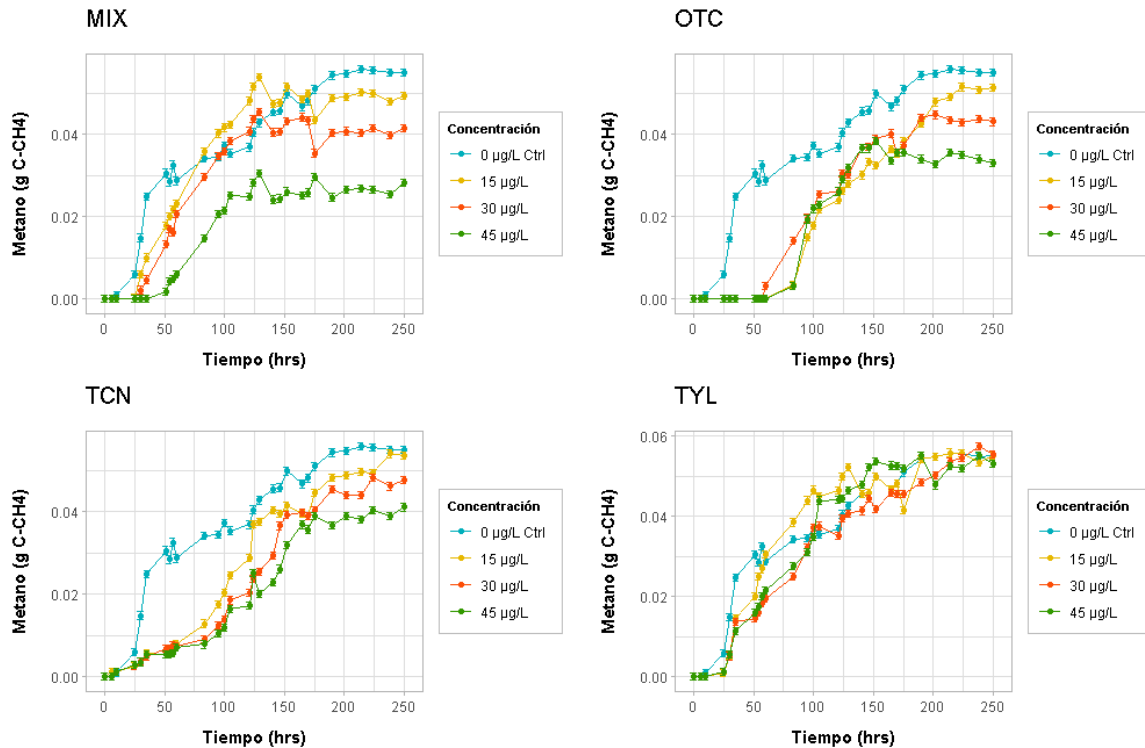 MIX
Metano (g C-CH4)
0.04
0.02
0.00
0 50 100 150 200 250
Tiempo (hrs)
Concentración
0 µg/L Ctrl
15 µg/L
30 µg/L
45 µg/L
OTC
Metano (g C-CH4)
0.04
0.02
0.00
0 50 100 150 200 250
Tiempo (hrs)
Concentración
0 µg/L Ctrl
15 µg/L
30 µg/L
45 µg/L
TCN
Metano (g C-CH4)
0.04
0.02
0.00
0 50 100 150 200 250
Tiempo (hrs)
Concentración
0 µg/L Ctrl
15 µg/L
30 µg/L
45 µg/L
TYL
Metano (g C-CH4)
0.06
0.04
0.02
0.00
0 50 100 150 200 250
Tiempo (hrs)
Concentración
0 µg/L Ctrl
15 µg/L
30 µg/L
45 µg/L